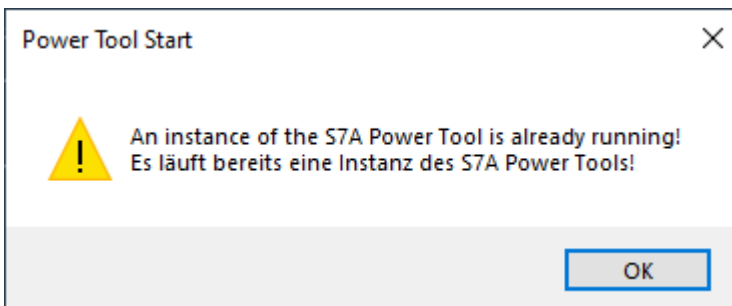 Power Tool Start
An instance of the S7A Power Tool is already running!
Es läuft bereits eine Instanz des S7A Power Tools!
OK